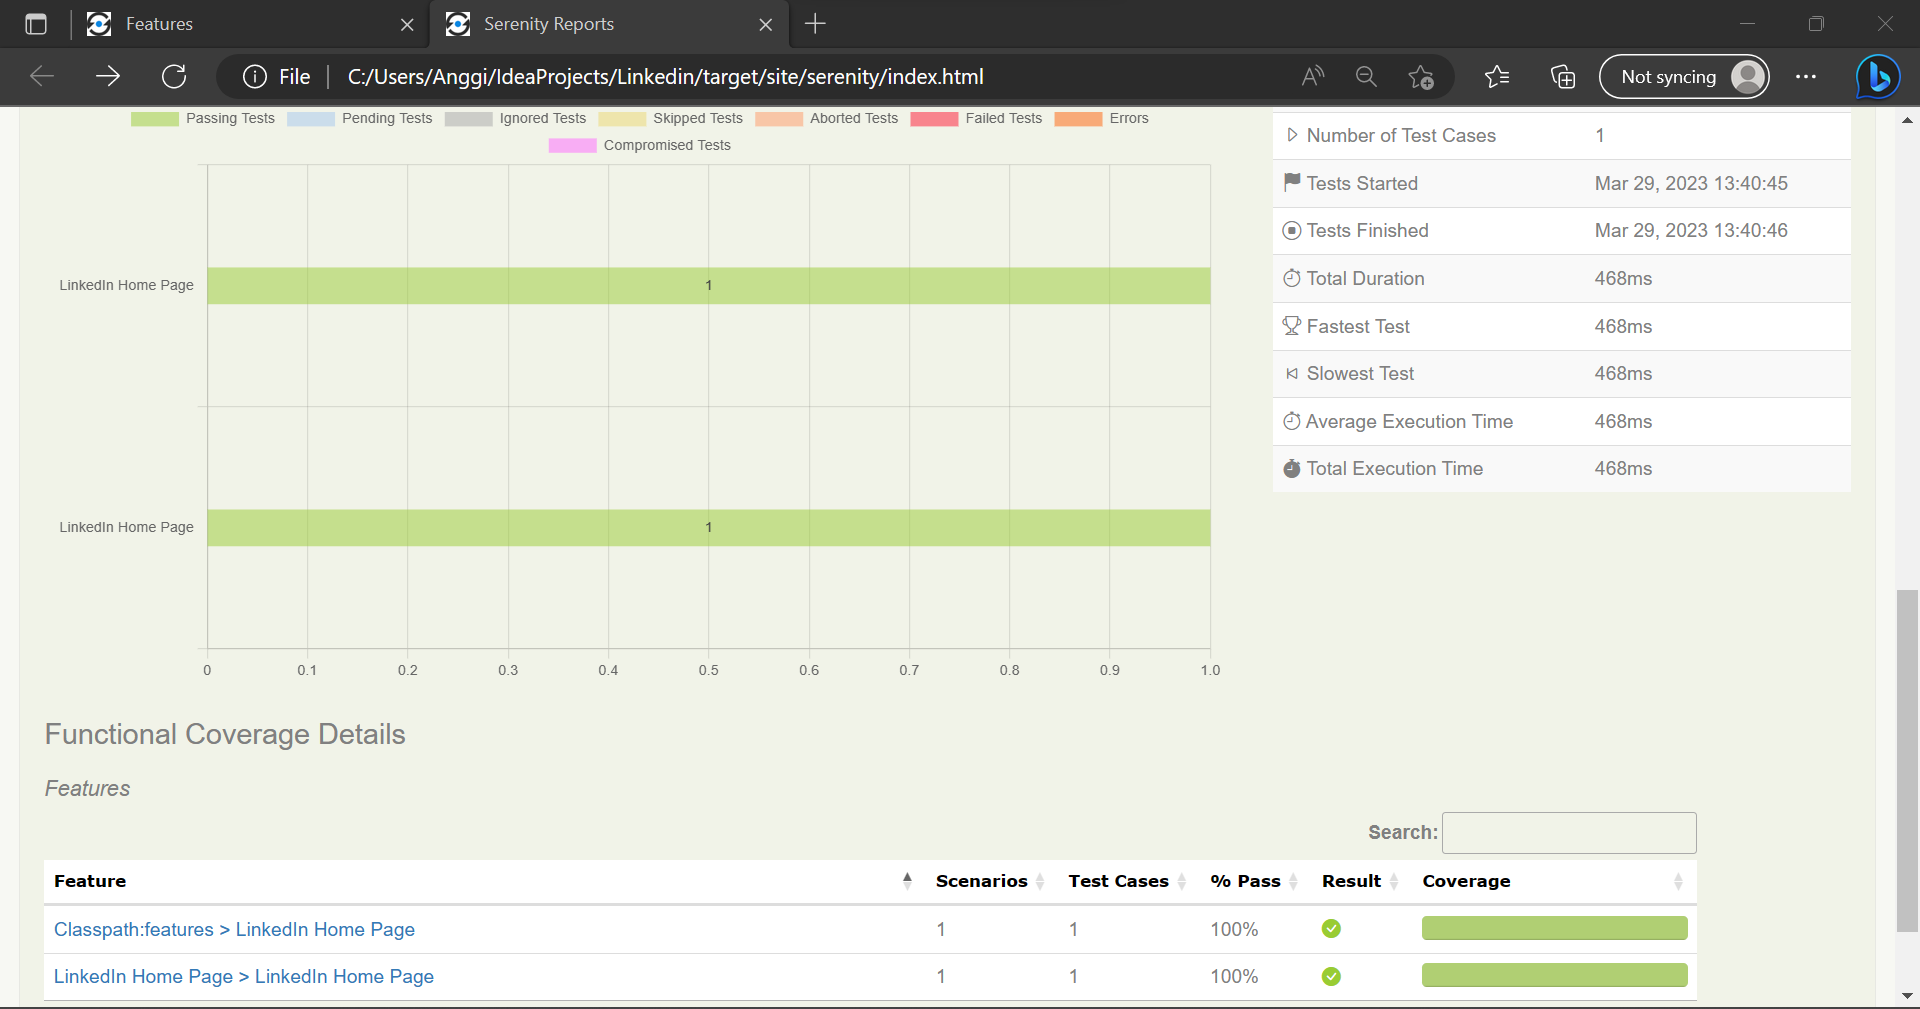 Features
Serenity Reports
File
C:/Users/Anggi/IdeaProjects/Linkedin/target/site/serenity/index.html
Not syncing
Passing Tests Pending Tests Ignored Tests Skipped Tests Aborted Tests Failed Tests Errors
Compromised Tests
LinkedIn Home Page 1
LinkedIn Home Page 1
0 0.1 0.2 0.3 0.4 0.5 0.6 0.7 0.8 0.9 1.0
Number of Test Cases 1
Tests Started Mar 29, 2023 13:40:45
Tests Finished Mar 29, 2023 13:40:46
Total Duration 468ms
Fastest Test 468ms
Slowest Test 468ms
Average Execution Time 468ms
Total Execution Time 468ms
Functional Coverage Details
Features
Search:
Feature Scenarios Test Cases % Pass Result Coverage
Classpath:features > LinkedIn Home Page 1 1 100%
LinkedIn Home Page > LinkedIn Home Page 1 1 100%